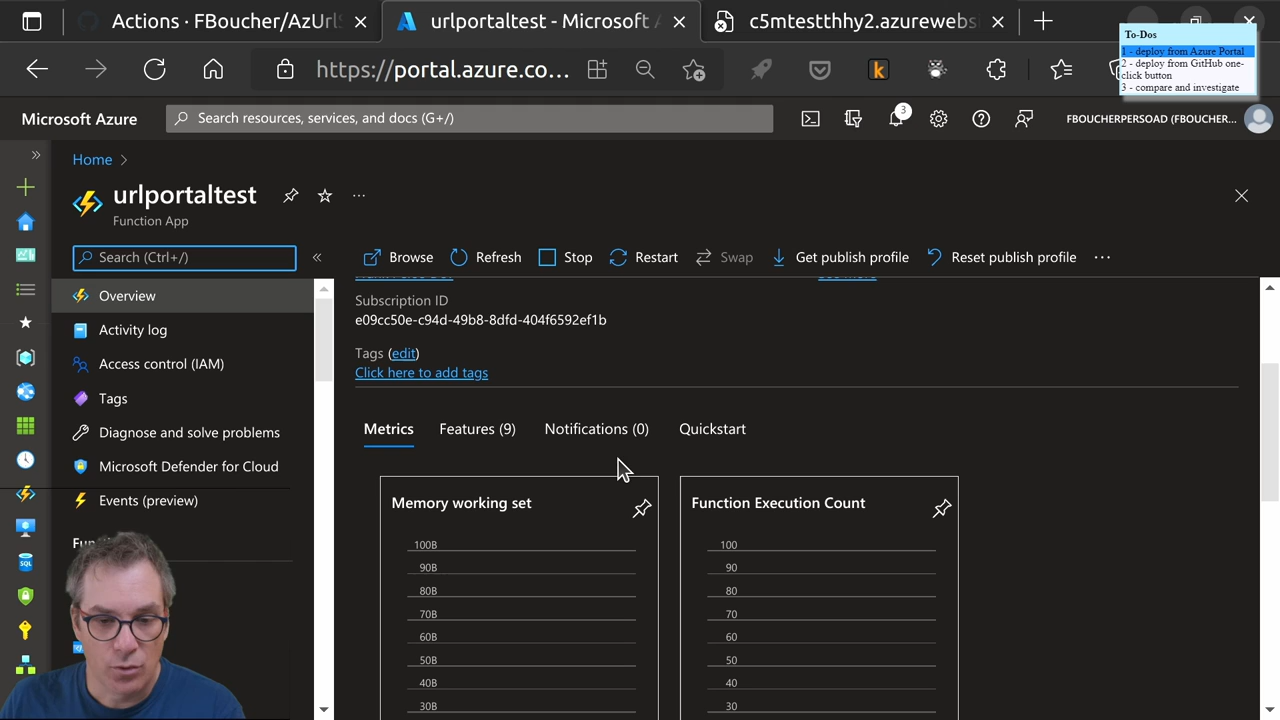 Actions · FBoucher/AzUrlS
urlportaltest - Microsoft A
c5mtestthhy2.azurewebs
To-Dos
1 - deploy from Azure Portal
2 - deploy from GitHub one-
click button
3 - compare and investigate
https://portal.azure.co...
k
Microsoft Azure
Search resources, services, and docs (G+/)
3
FBOUCHERPERSOAD (FBOUCHER...
Home
urlportaltest
...
Function App
Search (Ctrl+/)
Browse
Refresh
Stop
Restart
Swap
Get publish profile
Reset publish profile
...
Overview
Activity log
Access control (IAM)
Tags
Diagnose and solve problems
Microsoft Defender for Cloud
Events (preview)
Subscription ID
e09cc50e-c94d-49b8-8dfd-404f6592ef1b
Tags (edit)
Click here to add tags
Metrics
Features (9)
Notifications (0)
Quickstart
Memory working set
100B
90B
80B
70B
60B
50B
40B
30B
Function Execution Count
100
90
80
70
60
50
40
30
SQL